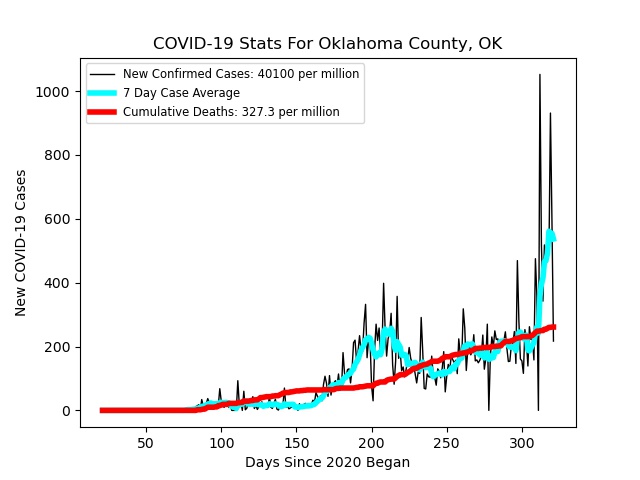 COVID-19 Stats For Oklahoma County, OK
New Confirmed Cases: 40100 per million
7 Day Case Average
Cumulative Deaths: 327.3 per million
1000
800
600
400
200
0
New COVID-19 Cases
50 100 150 200 250 300
Days Since 2020 Began